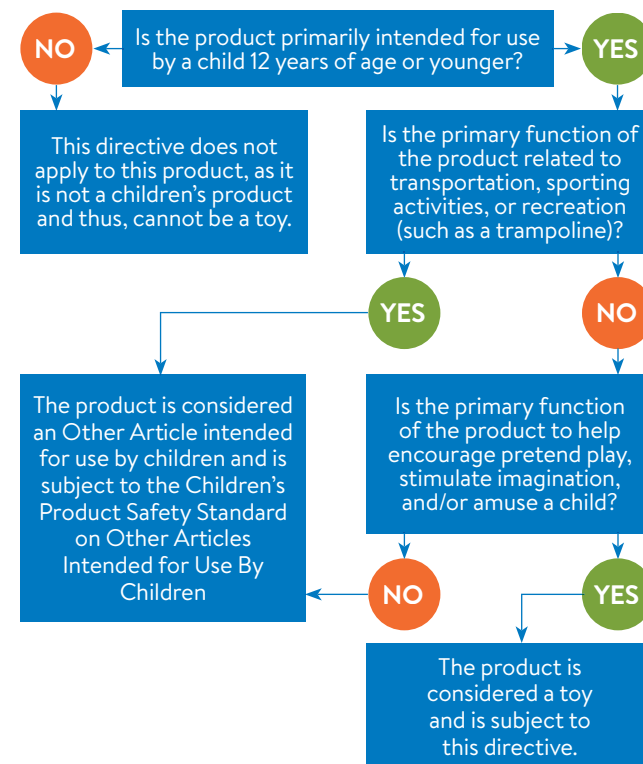 NO
Is the product primarily intended for use
by a child 12 years of age or younger?
YES
This directive does not
apply to this product, as it
is not a children’s product
and thus, cannot be a toy.
Is the primary function of
the product related to
transportation, sporting
activities, or recreation
(such as a trampoline)?
YES
NO
The product is considered
an Other Article intended
for use by children and is
subject to the Children’s
Product Safety Standard
on Other Articles
Intended for Use By
Children
Is the primary function
of the product to help
encourage pretend play,
stimulate imagination,
and/or amuse a child?
NO
YES
The product is
considered a toy
and is subject to
this directive.